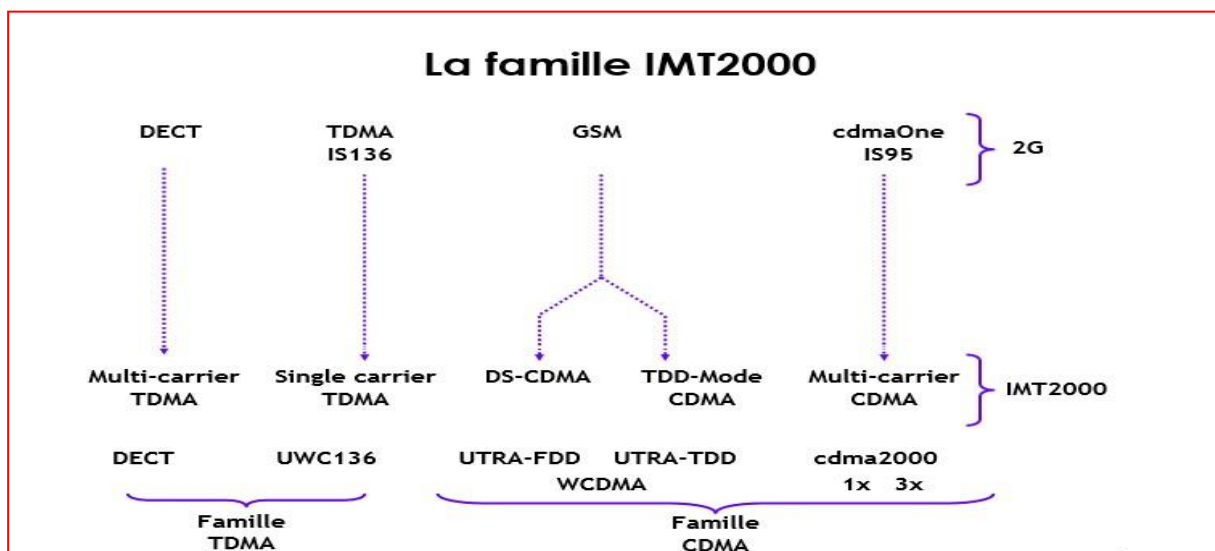 La famille IMT2000
DECT TDMA GSM cdmaOne
IS136 IS95 2G
Multi-carrier Single carrier DS-CDMA TDD-Mode Multi-carrier IMT2000
TDMA TDMA CDMA CDMA
DECT UWC136 UTRA-FDD UTRA-TDD cdma2000
WCDMA 1x 3x
Famille Famille
TDMA CDMA